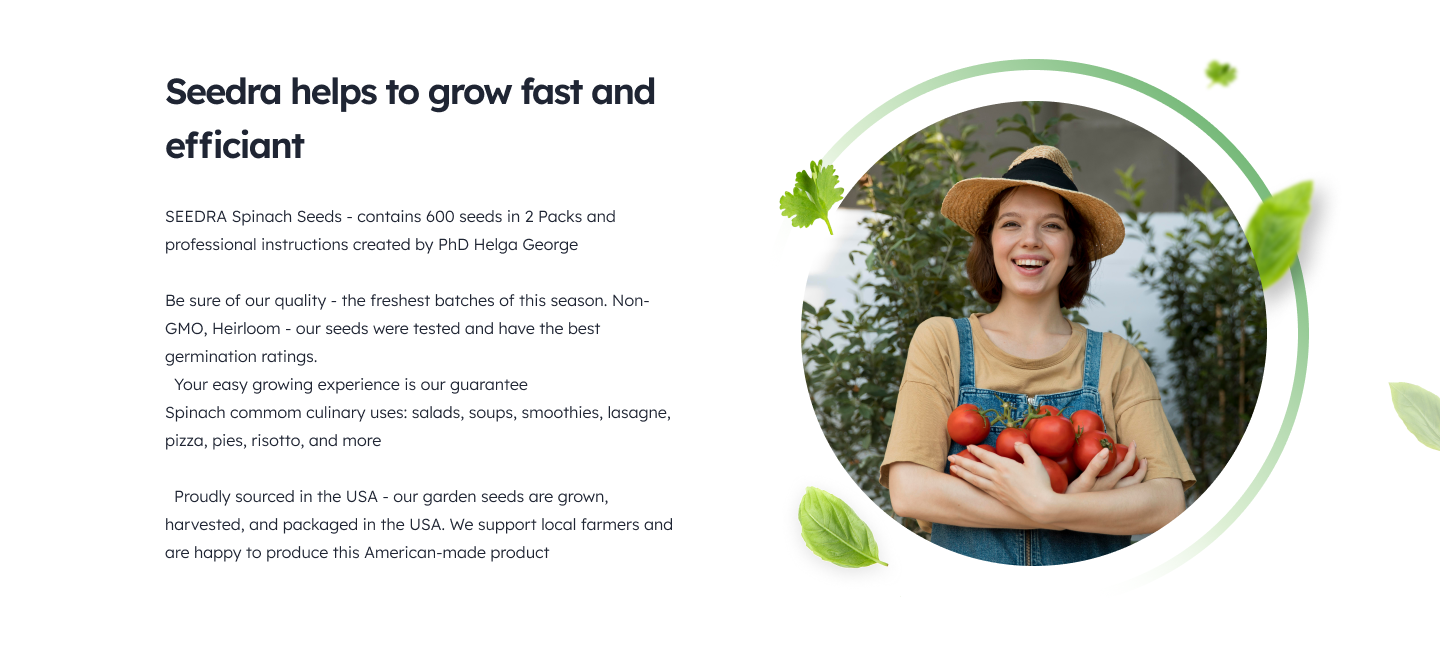 Seedra helps to grow fast and
efficiant
SEEDRA Spinach Seeds - contains 600 seeds in 2 Packs and
professional instructions created by PhD Helga George
Be sure of our quality - the freshest batches of this season. Non-
GMO, Heirloom - our seeds were tested and have the best
germination ratings.
Your easy growing experience is our guarantee
Spinach commom culinary uses: salads, soups, smoothies, lasagne,
pizza, pies, risotto, and more
Proudly sourced in the USA - our garden seeds are grown,
harvested, and packaged in the USA. We support local farmers and
are happy to produce this American-made product